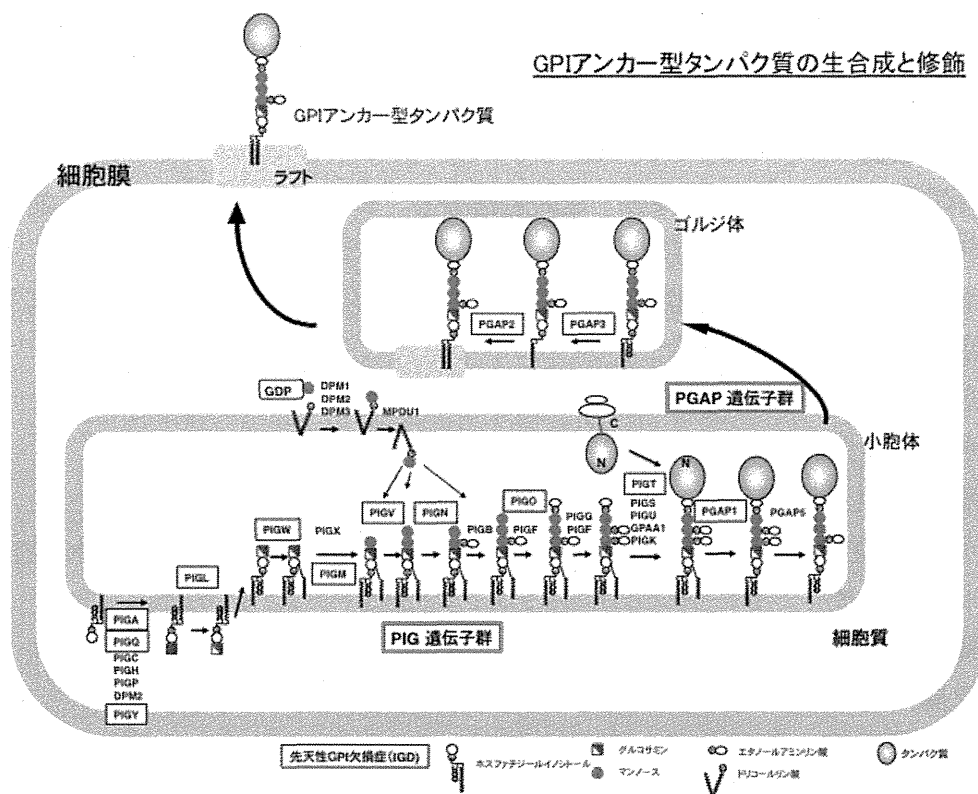 GPIアンカー型タンパク質の生合成と修飾
GPIアンカー型タンパク質
細胞膜
ラフト
ゴルジ体
PGAP2
PGAP3
GDP
DPM1
DPM2
DPM3
MPDU1
PGAP 遺伝子群
小胞体
C
N
N
PIGT
PIGS
PIGU
GPAA1
PIGK
PGAP1
PGAP5
PIGO
PIGV
PIGN
PIGB
PIGF
PIGG
PIGF
PIGW
PIGX
PIGM
PIGL
PIGA
PIGQ
PIGC
PIGH
PIGP
DPM2
PIGY
PIG 遺伝子群
細胞質
先天性GPI欠損症(IGD)
ホスファチジールイノシトール
グルコサミン
マンノース
エタノールアミンリン酸
ドリコールリン酸
タンパク質